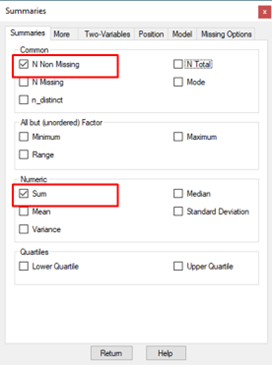 Summaries
x
Summaries More Two-Variables Position Model Missing Options
Common
N Non Missing N Total
N Missing Mode
n_distinct
All but (unordered) Factor
Minimum Maximum
Range
Numeric
Sum Median
Mean Standard Deviation
Variance
Quartiles
Lower Quartile Upper Quartile
Return Help